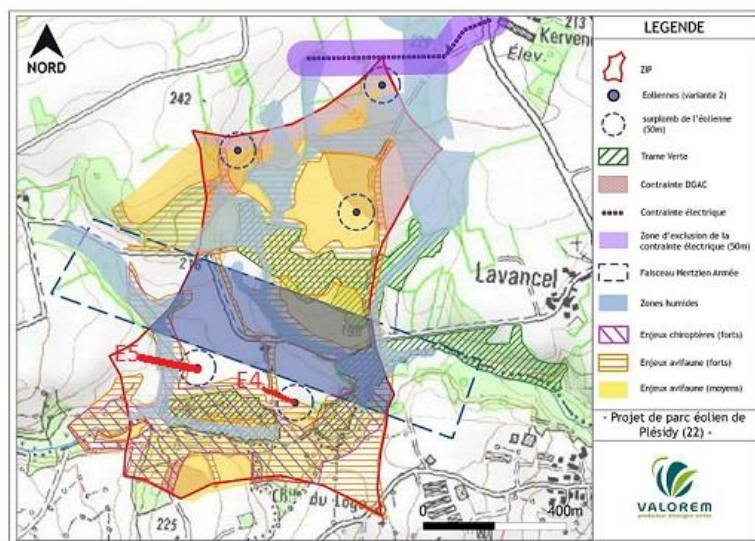 NORD
242
213
Kerven
Élev.
216
Lavancel
E5
E4
225
Ch.lle du Loge
0
400m
LEGENDE
ZIP
Eoliennes (variante 2)
surplomb de l'éolienne
(50m)
Trame Verte
Contrainte DGAC
Contrainte électrique
Zone d'exclusion de la
contrainte électrique (50m)
Faisceau Hertzien Armée
Zones humides
Enjeux chiroptères (forts)
Enjeux avifaune (forts)
Enjeux avifaune (moyens)
- Projet de parc éolien de
Plésidy (22) -
VALOREM